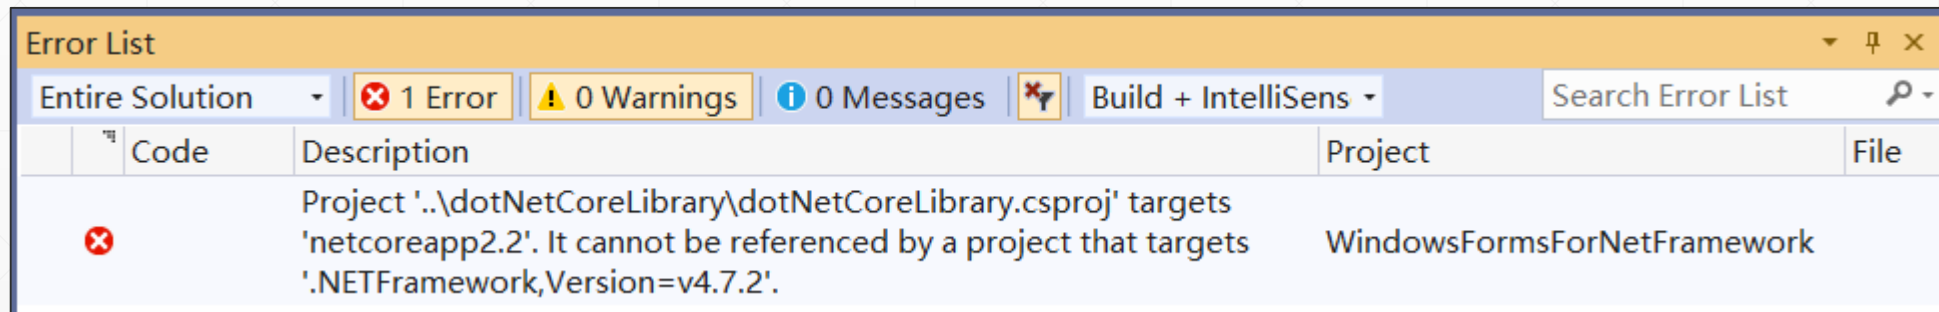 Error List
Entire Solution 1 Error 0 Warnings 0 Messages Build + IntelliSens Search Error List
Code Description Project File
Project '..\dotNetCoreLibrary\dotNetCoreLibrary.csproj' targets
'netcoreapp2.2'. It cannot be referenced by a project that targets WindowsFormsForNetFramework
'.NETFramework,Version=v4.7.2'.